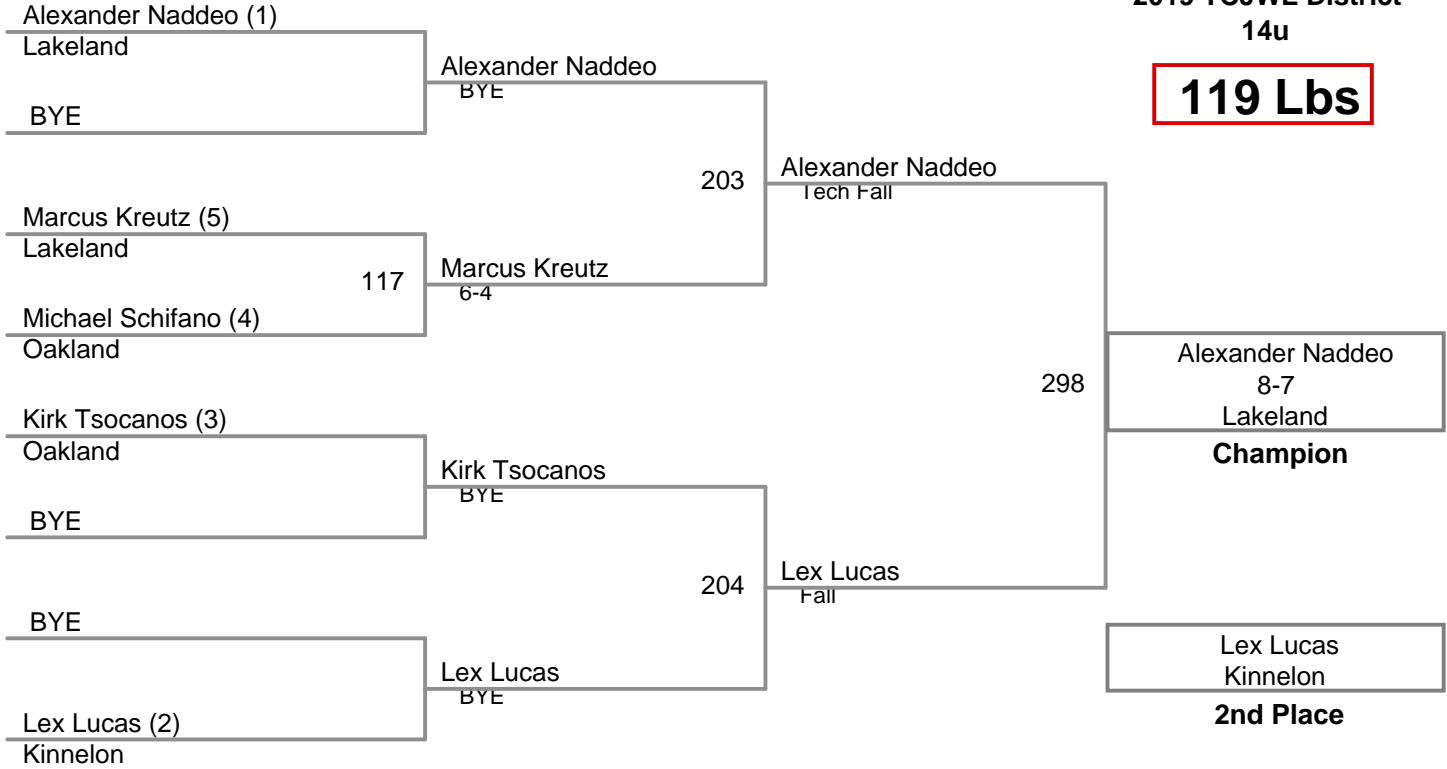 Alexander Naddeo (1)
Lakeland
BYE
Marcus Kreutz (5)
Lakeland
117
Michael Schifano (4)
Oakland
Kirk Tsocanos (3)
Oakland
BYE
BYE
Lex Lucas (2)
Kinnelon
Alexander Naddeo
BYE
203
Marcus Kreutz
6-4
Kirk Tsocanos
BYE
204
Lex Lucas
BYE
Alexander Naddeo
Tech Fall
298
Lex Lucas
Fall
District
14u
119 Lbs
Alexander Naddeo
8-7
Lakeland
Champion
Lex Lucas
Kinnelon
2nd Place